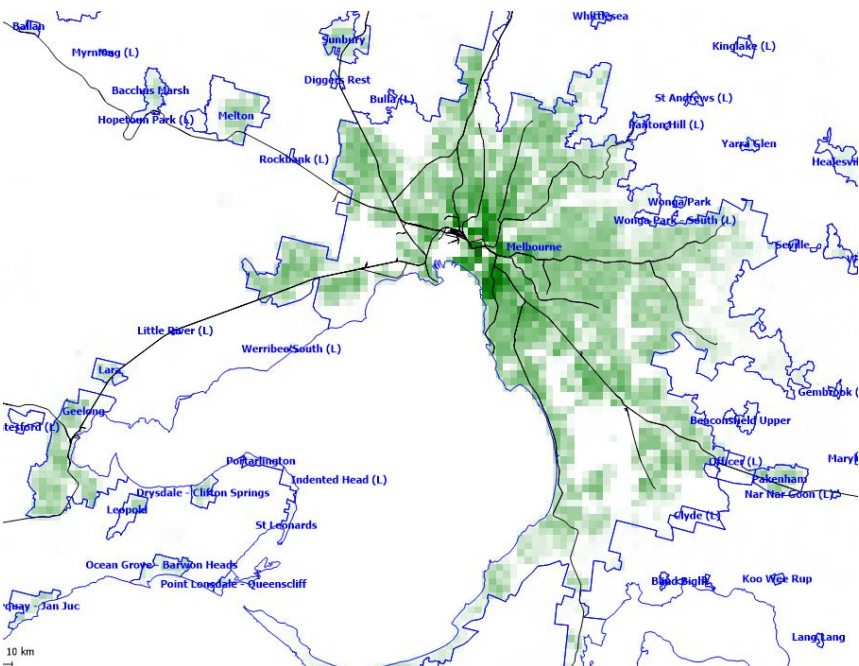 Whittlesea
Ballan
Sunbury
Kinglake (L)
Diggers Rest
Bacchus Marsh
Bulla (L)
St Andrews (L)
Melton
Hopetoun Park (L)
Panton Hill (L)
Yarra Glen
Rockbank (L)
Wonga Park
Wonga Park - South (L)
Melbourne
Seville
Little River (L)
Werribee South (L)
Lara
Gembrook (L
Geelong
Beaconsfield Upper
Portarlington
Officer (L)
Indented Head (L)
Pakenham
Drysdale - Clifton Springs
Nar Nar Goon (L)
Leopold
Clyde (L)
St Leonards
Ocean Grove - Barwon Heads
Point Lonsdale - Queenscliff
Koo Wee Rup
Lang Lang
10 km